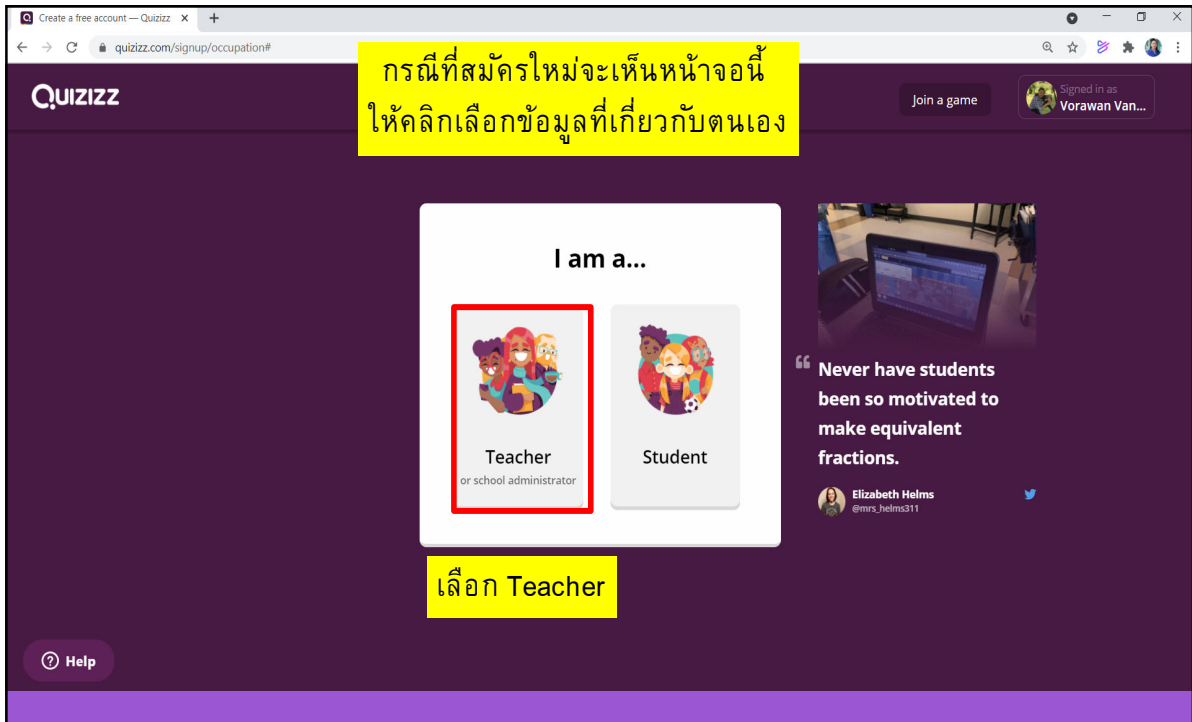 Create a free account — Quizizz
quizizz.com/signup/occupation#
กรณีที่สมัครใหม่จะเห็นหน้าจอนี้
ให้คลิกเลือกข้อมูลที่เกี่ยวกับตนเอง
Quizizz
Join a game
Signed in as
Vorawan Van...
I am a...
Teacher
or school administrator
Student
“ Never have students
been so motivated to
make equivalent
fractions.
Elizabeth Helms
@mrs_helms311
เลือก Teacher
? Help